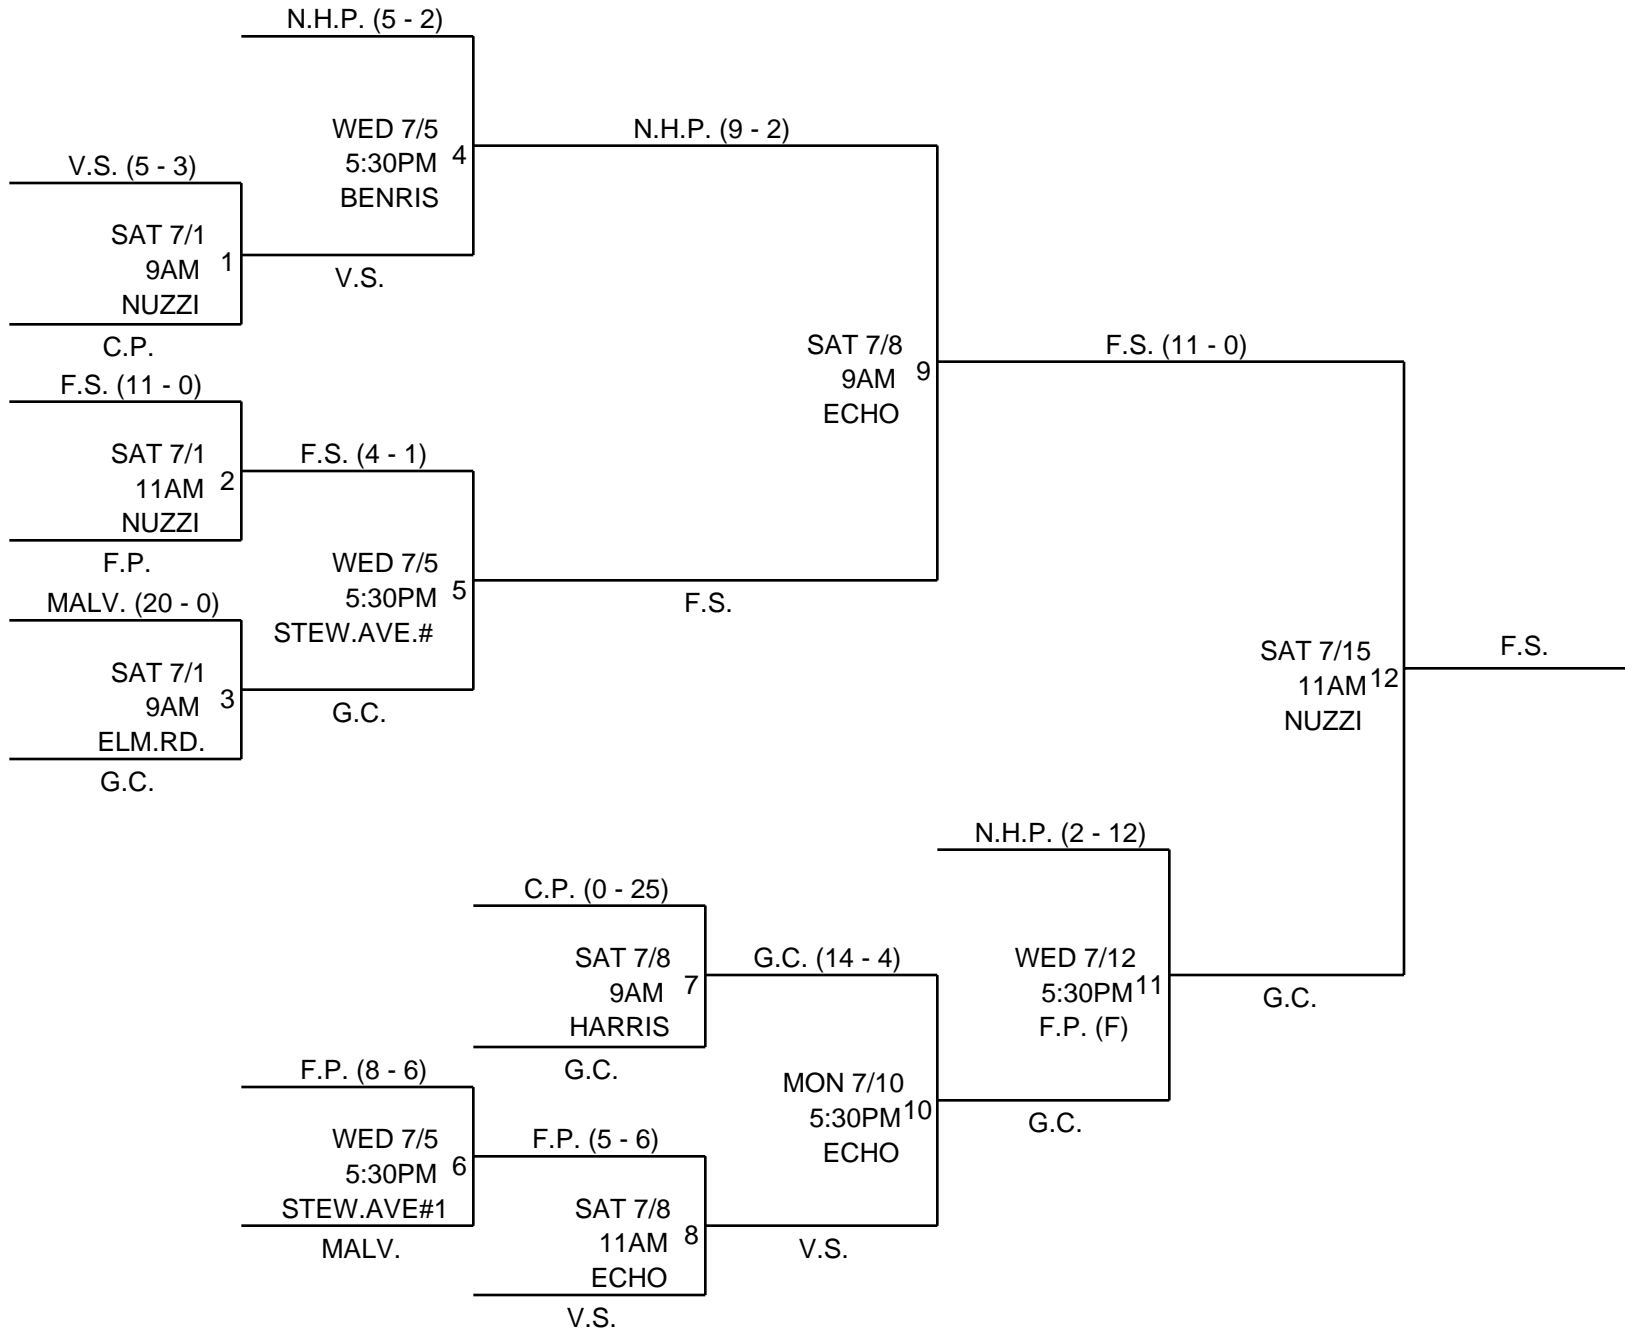 N.H.P. (5 - 2)
WED 7/5
5:30PM 4
BENRIS
N.H.P. (9 - 2)
V.S. (5 - 3)
SAT 7/1
9AM 1
NUZZI
V.S.
C.P.
SAT 7/8
9AM 9
ECHO
F.S. (11 - 0)
F.S. (11 - 0)
SAT 7/1
11AM 2
NUZZI
F.S. (4 - 1)
F.P.
WED 7/5
5:30PM 5
STEW.AVE.#
F.S.
MALV. (20 - 0)
SAT 7/1
9AM 3
ELM.RD.
G.C.
G.C.
SAT 7/15
11AM 12
NUZZI
F.S.
N.H.P. (2 - 12)
C.P. (0 - 25)
SAT 7/8
9AM 7
HARRIS
G.C. (14 - 4)
WED 7/12
5:30PM 11
F.P. (F)
G.C.
G.C.
F.P. (8 - 6)
MON 7/10
5:30PM 10
ECHO
G.C.
WED 7/5
5:30PM 6
STEW.AVE#1
F.P. (5 - 6)
MALV.
SAT 7/8
11AM 8
ECHO
V.S.
V.S.